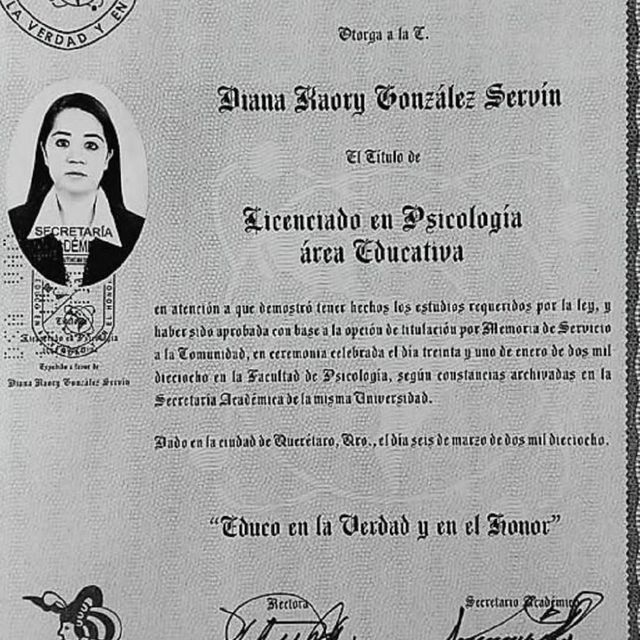 LA VERDAD Y EN
Otorga a la C.
Diana Kaory González Servín
El Título de
Licenciado en Psicología
área Educativa
SECRETARÍA
en atención a que demostró tener hechos los estudios requeridos por la ley, y
haber sido aprobada con base a la opción de titulación por Memoria de Servicio
a la Comunidad, en ceremonia celebrada el día treinta y uno de enero de dos mil
dieciocho en la Facultad de Psicología, según constancias archivadas en la
Secretaría Académica de la misma Universidad.
Expedido a favor de
Diana Kaory González Servín
Dado en la ciudad de Querétaro, Qro., el día seis de marzo de dos mil dieciocho.
“Educo en la Verdad y en el Honor”
Rectora
Secretario Académico